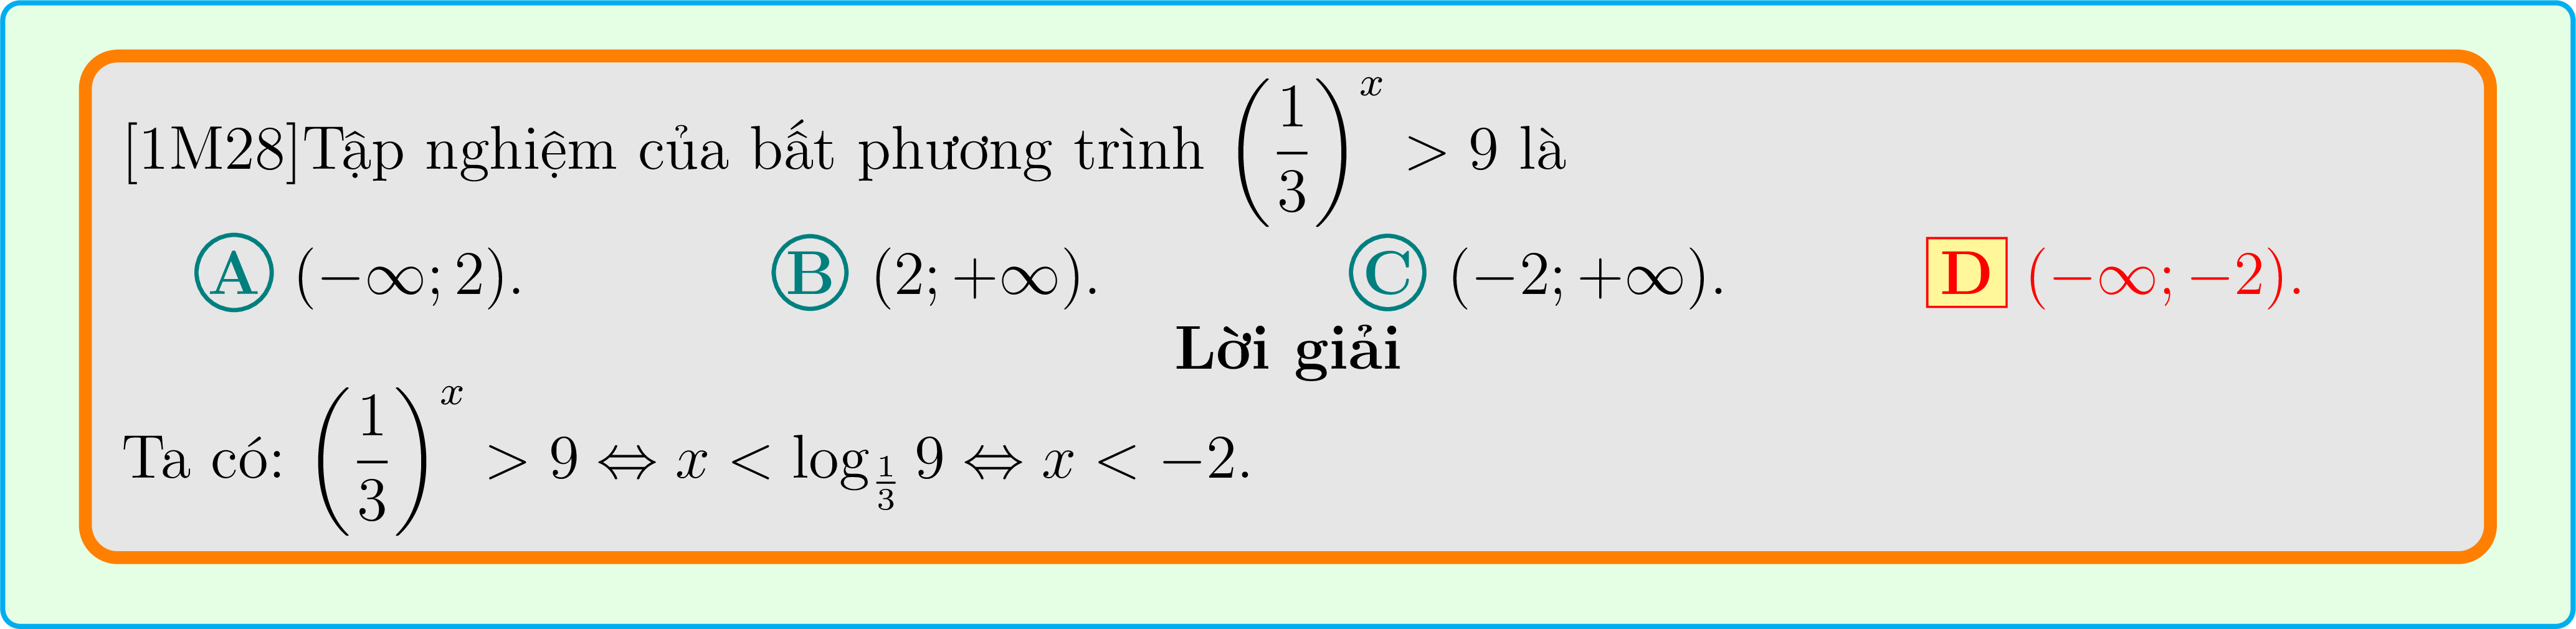 [1M28]Tập nghiệm của bất phương trình $\left(\dfrac{1}{3}\right)^x > 9$ là
A $(-\infty; 2)$. B $(2; +\infty)$. C $(-2; +\infty)$. D $(-\infty; -2)$.
Lời giải
Ta có: $\left(\dfrac{1}{3}\right)^x > 9 \Leftrightarrow x < \log_{\frac{1}{3}} 9 \Leftrightarrow x < -2$.